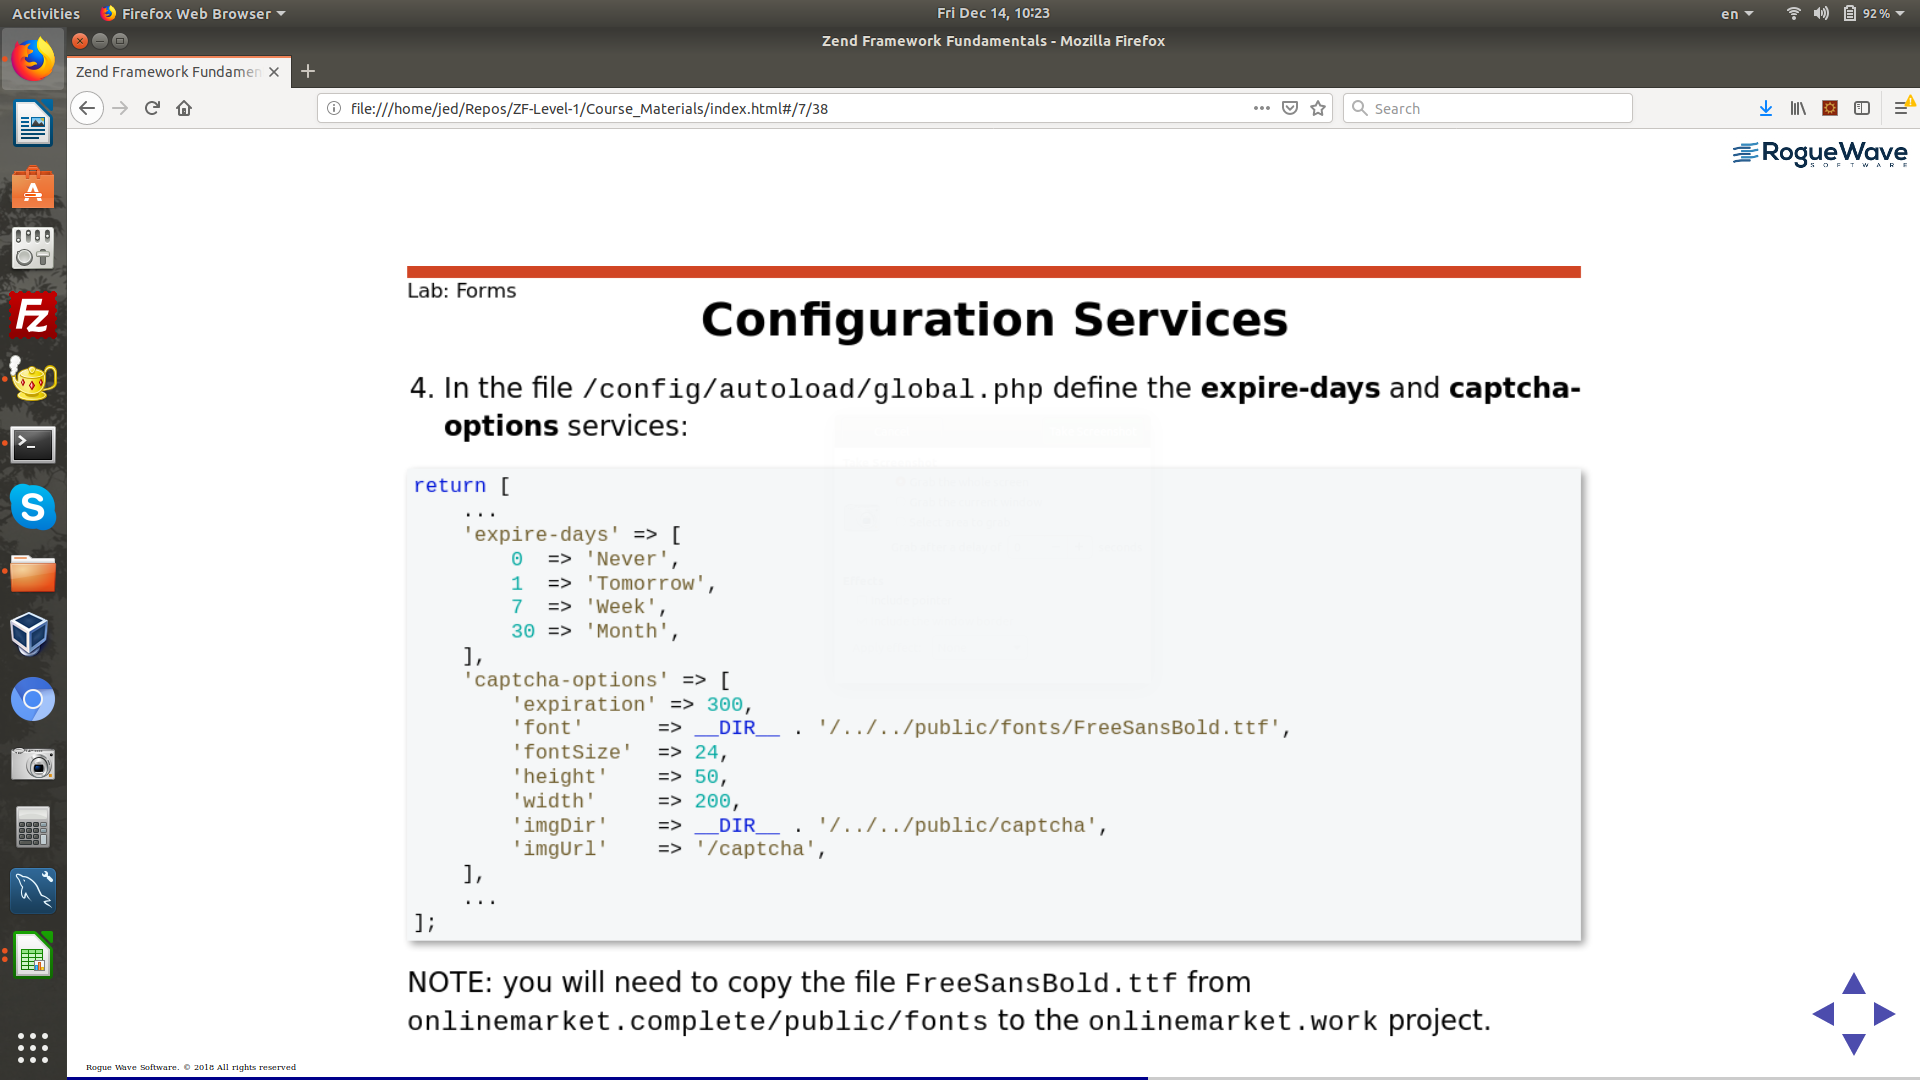 Activities Firefox Web Browser Fri Dec 14, 10:23 en 92%
Zend Framework Fundamentals - Mozilla Firefox
Zend Framework Fundamen
file:///home/jed/Repos/ZF-Level-1/Course_Materials/index.html#/7/38 Search
RogueWave
SOFTWARE
Lab: Forms
Configuration Services
4. In the file /config/autoload/global.php define the expire-days and captcha-
options services:
return [
    ...
    'expire-days' => [
        0  => 'Never',
        1  => 'Tomorrow',
        7  => 'Week',
        30 => 'Month',
    ],
    'captcha-options' => [
        'expiration' => 300,
        'font'      => __DIR__ . '/../../public/fonts/FreeSansBold.ttf',
        'fontSize'  => 24,
        'height'    => 50,
        'width'     => 200,
        'imgDir'    => __DIR__ . '/../../public/captcha',
        'imgUrl'    => '/captcha',
    ],
    ...
];
NOTE: you will need to copy the file FreeSansBold.ttf from
onlinemarket.complete/public/fonts to the onlinemarket.work project.
Rogue Wave Software. © 2018 All rights reserved